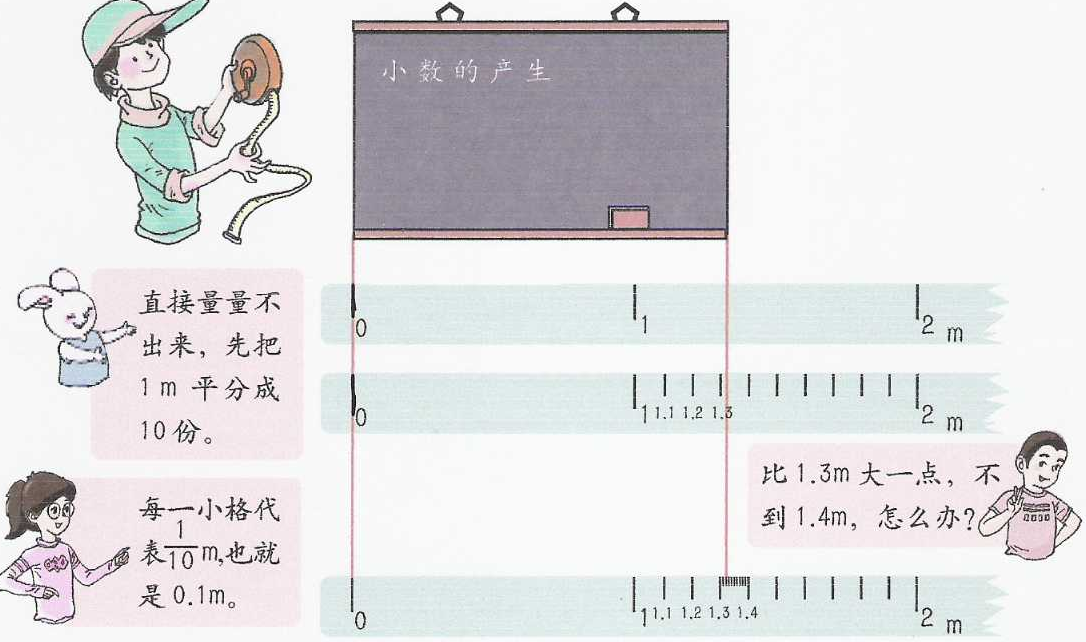 小数的产生
直接量量不
出来，先把
1 m 平分成
10 份。
0 1 2 m
0 1 1.1 1.2 1.3 2 m
比 1.3m 大一点，不
到 1.4m，怎么办？
每一小格代
表 1/10 m,也就
是 0.1m。
0 1 1.1 1.2 1.3 1.4 2 m